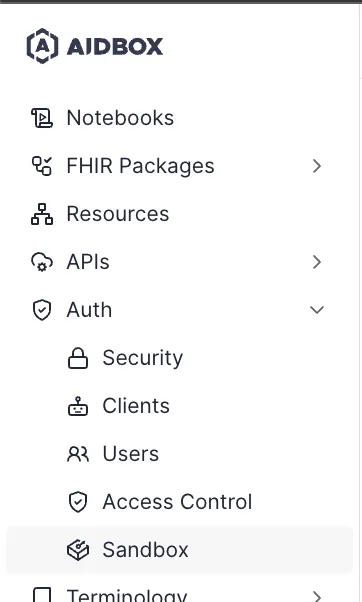 AIDBOX
Notebooks
FHIR Packages
Resources
APIs
Auth
Security
Clients
Users
Access Control
Sandbox
Terminology